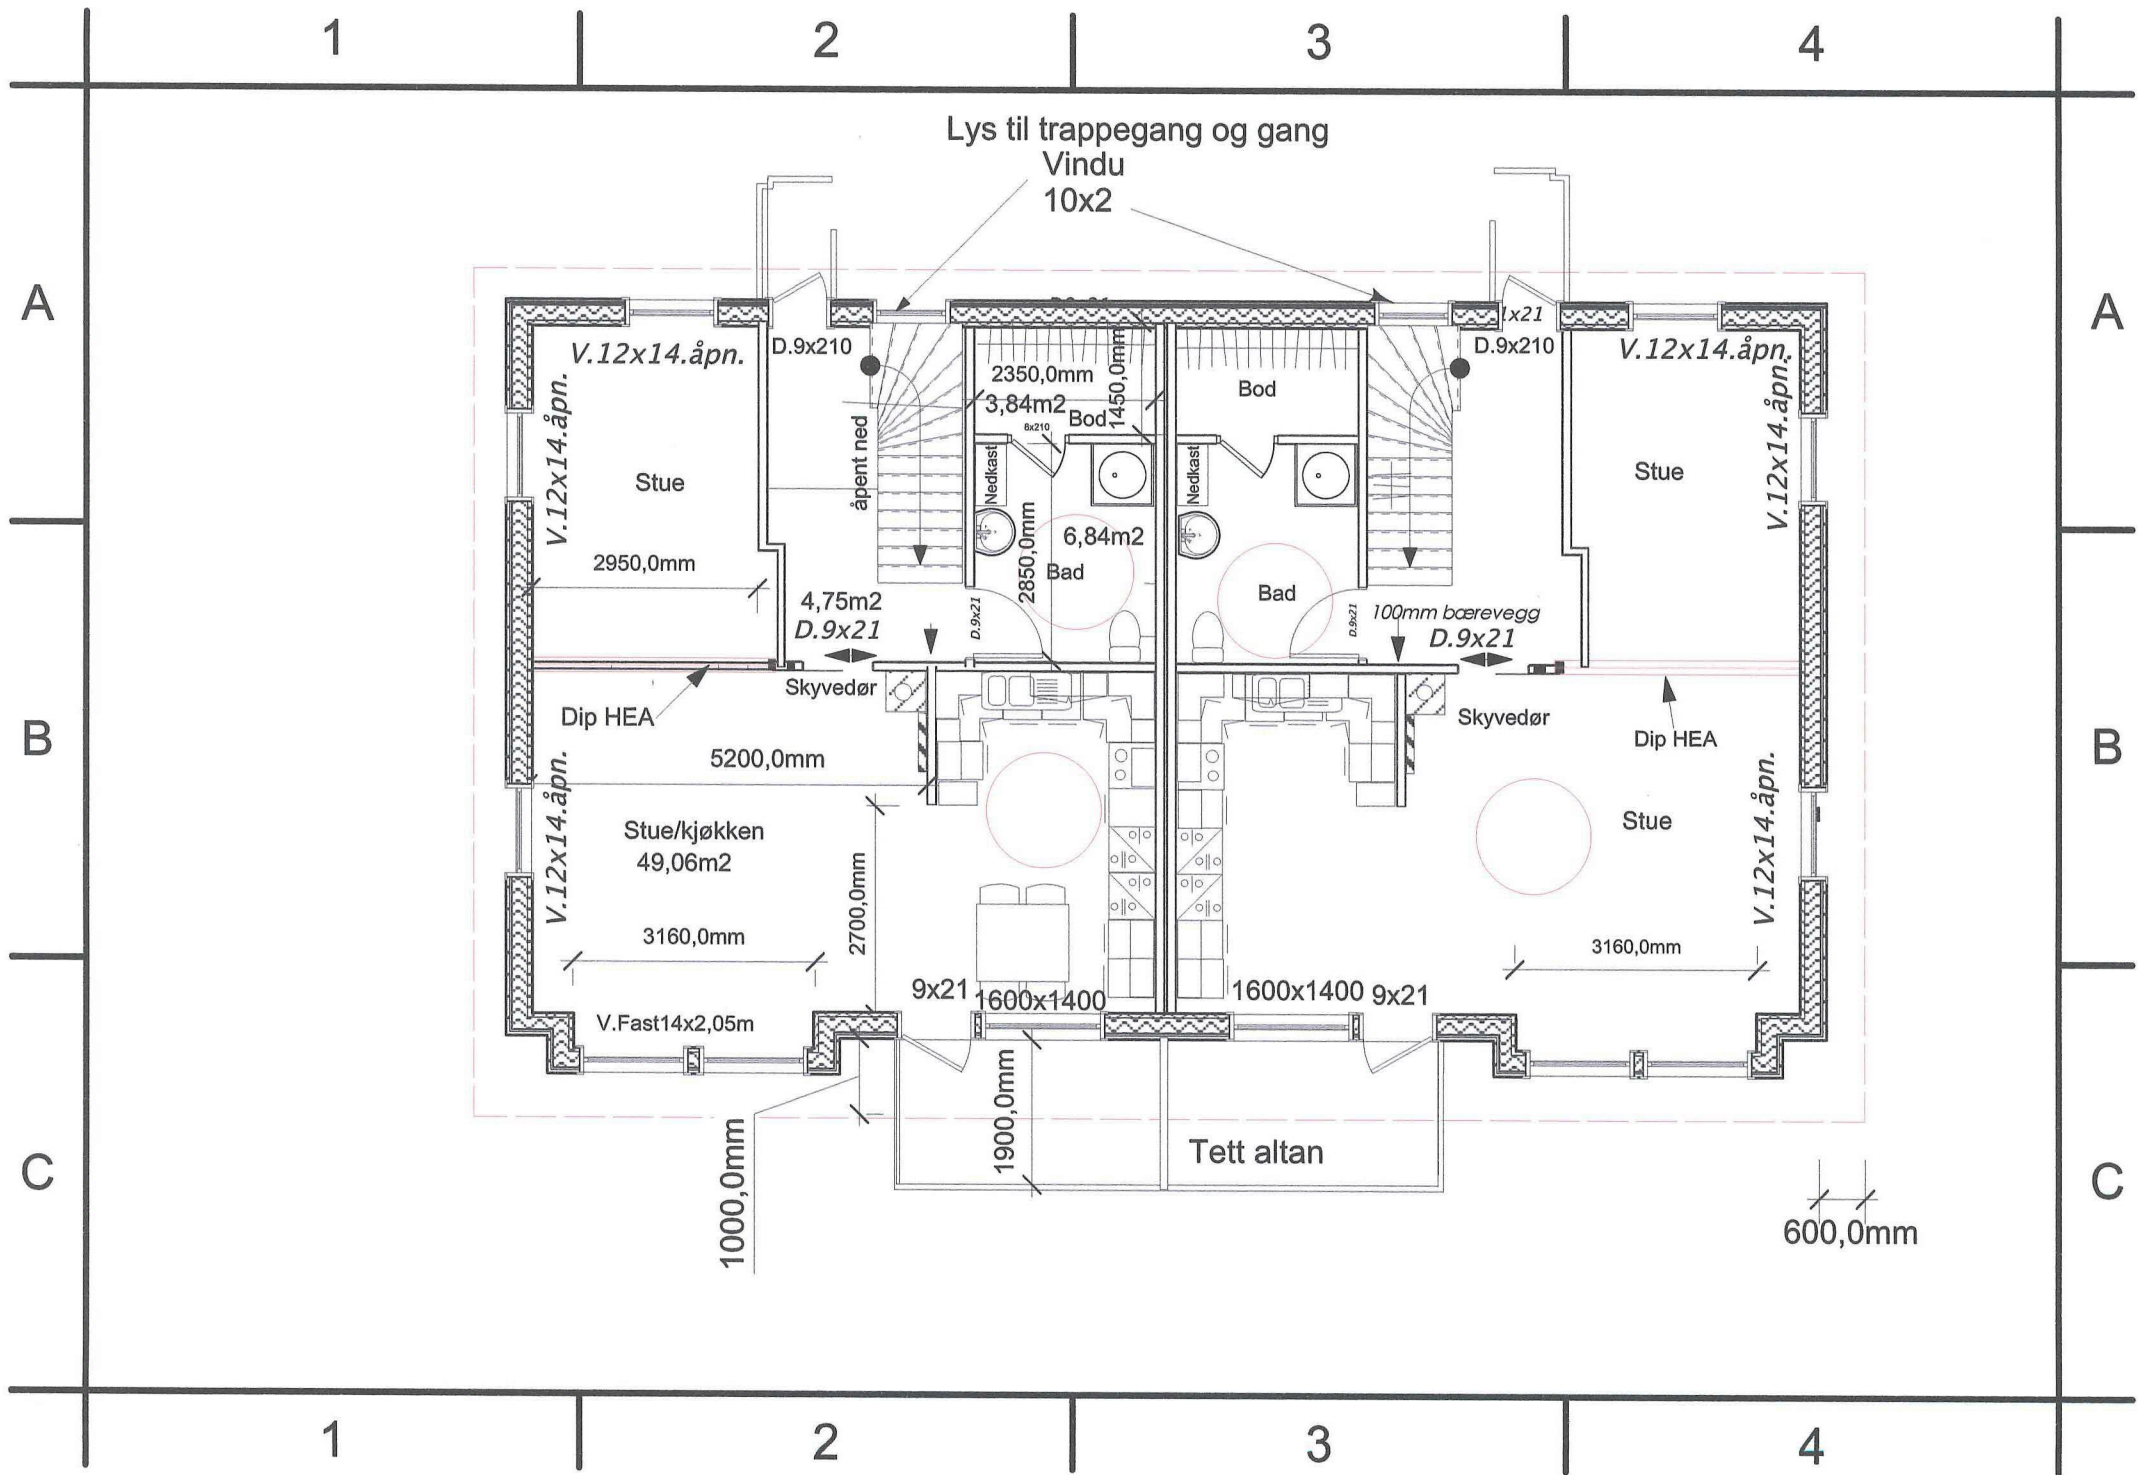 1
2
3
4
A
B
C
A
B
C
1
2
3
4
Lys til trappegang og gang
Vindu
10x2
V.12x14.åpn.
V.12x14.åpn.
Stue
2950,0mm
D.9x210
åpent ned
2350,0mm
3,84m2
Bod
1450,0mm
6x210
Nedkast
2850,0mm
6,84m2
Bad
4,75m2
D.9x21
D.9x21
Skyvedør
Dip HEA
5200,0mm
V.12x14.åpn.
Stue/kjøkken
49,06m2
2700,0mm
3160,0mm
V.Fast14x2,05m
9x21
1600x1400
1000,0mm
1900,0mm
Bod
Nedkast
Bad
D.9x21
100mm bærevegg
D.9x21
Skyvedør
D.9x210
V.12x14.åpn.
V.12x14.åpn.
Stue
Dip HEA
Stue
V.12x14.åpn.
3160,0mm
1600x1400
9x21
Tett altan
600,0mm